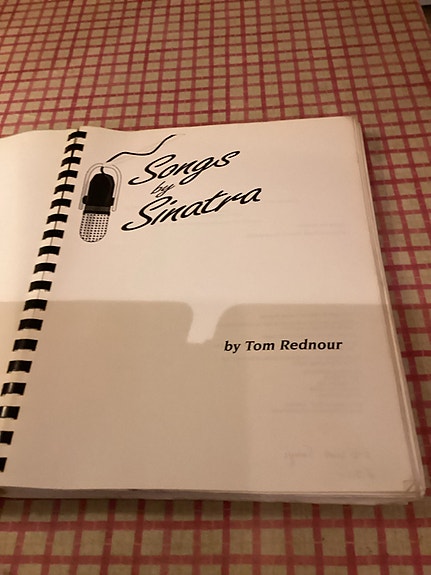 Songs
by
Sinatra
by Tom Rednour